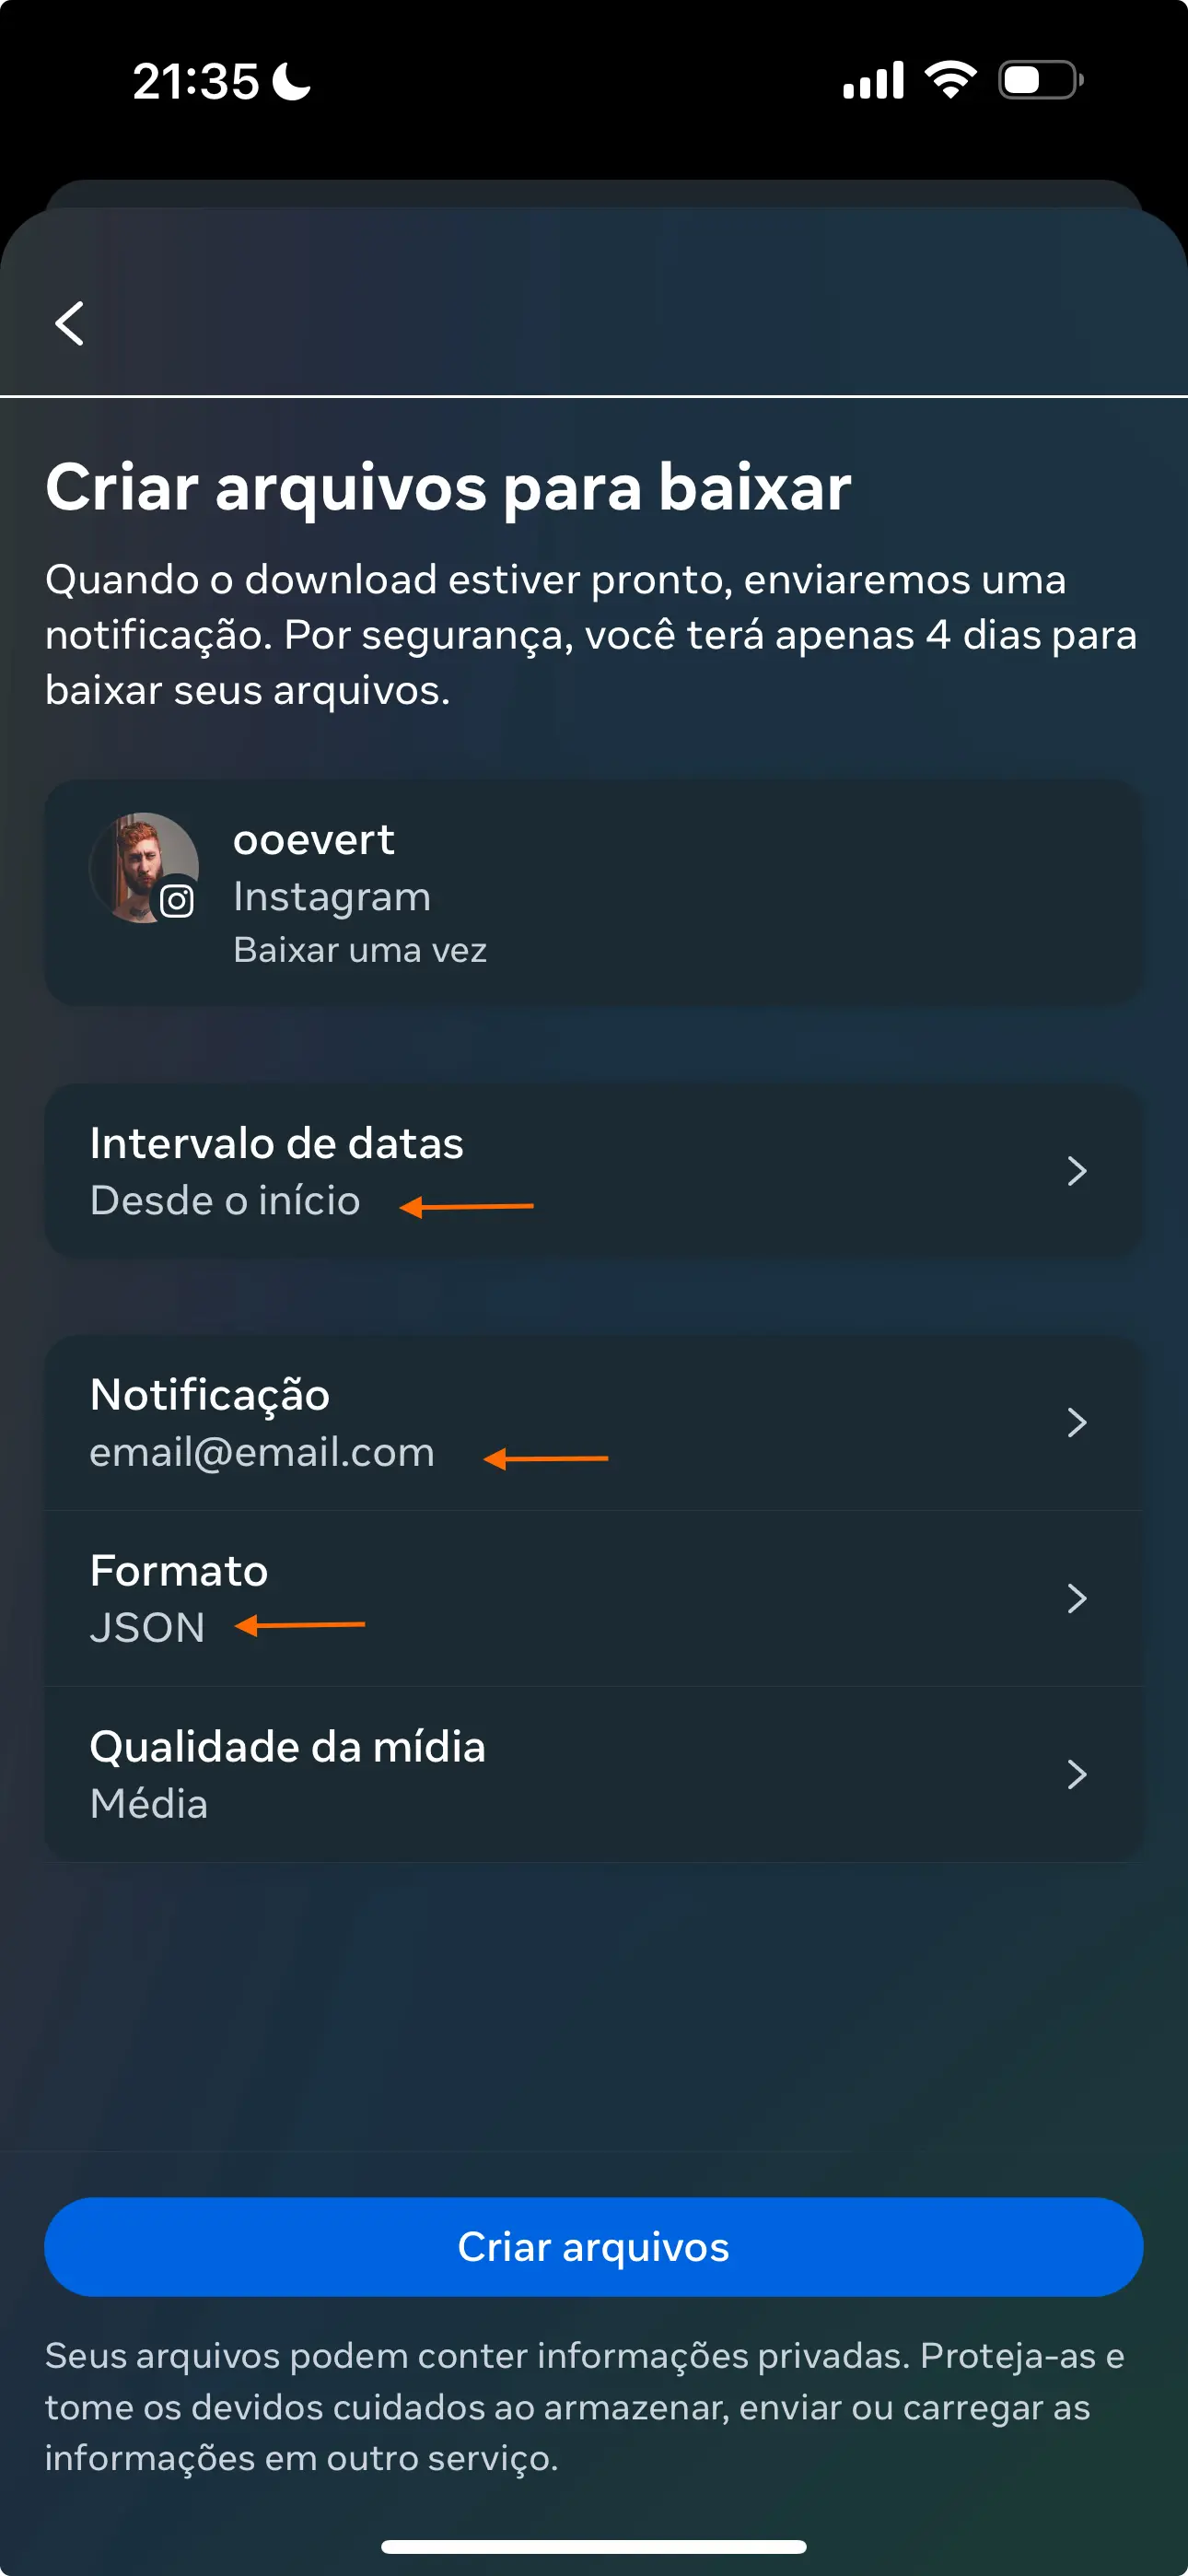 21:35
Criar arquivos para baixar
Quando o download estiver pronto, enviaremos uma
notificação. Por segurança, você terá apenas 4 dias para
baixar seus arquivos.
ooevert
Instagram
Baixar uma vez
Intervalo de datas
Desde o início
Notificação
email@email.com
Formato
JSON
Qualidade da mídia
Média
Criar arquivos
Seus arquivos podem conter informações privadas. Proteja-as e
tome os devidos cuidados ao armazenar, enviar ou carregar as
informações em outro serviço.